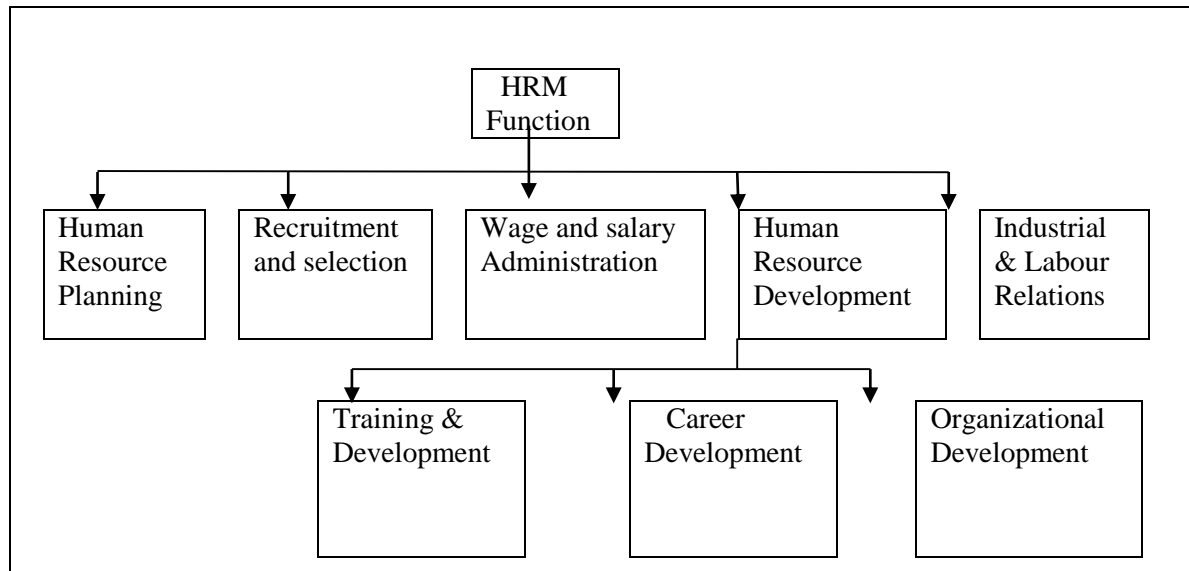 HRM
Function
Human
Resource
Planning
Recruitment
and selection
Wage and salary
Administration
Human
Resource
Development
Industrial
& Labour
Relations
Training &
Development
Career
Development
Organizational
Development